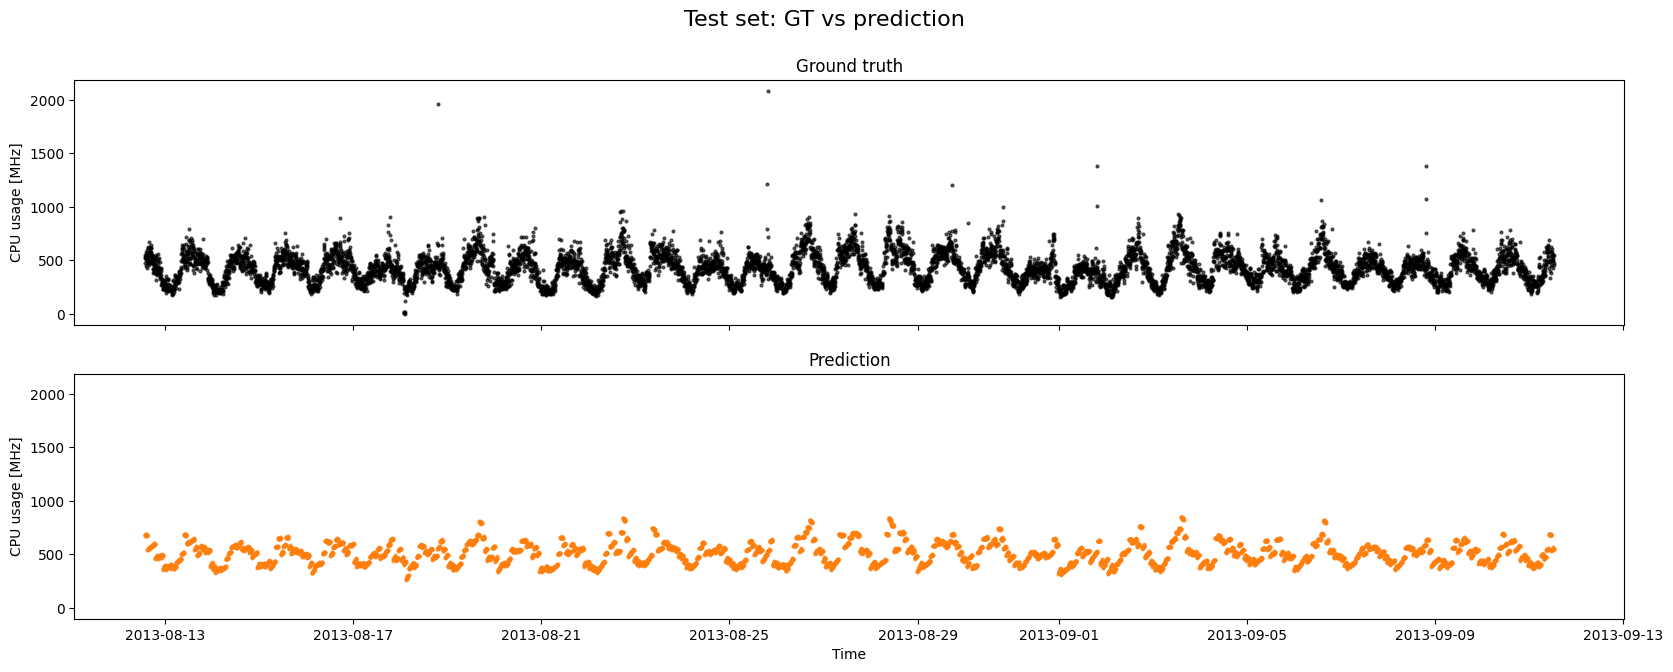 Test set: GT vs prediction
Ground truth
2000
1500
1000
500
0
CPU usage [MHz]
Prediction
2000
1500
1000
500
0
CPU usage [MHz]
2013-08-13 2013-08-17 2013-08-21 2013-08-25 2013-08-29 2013-09-01 2013-09-05 2013-09-09 2013-09-13
Time